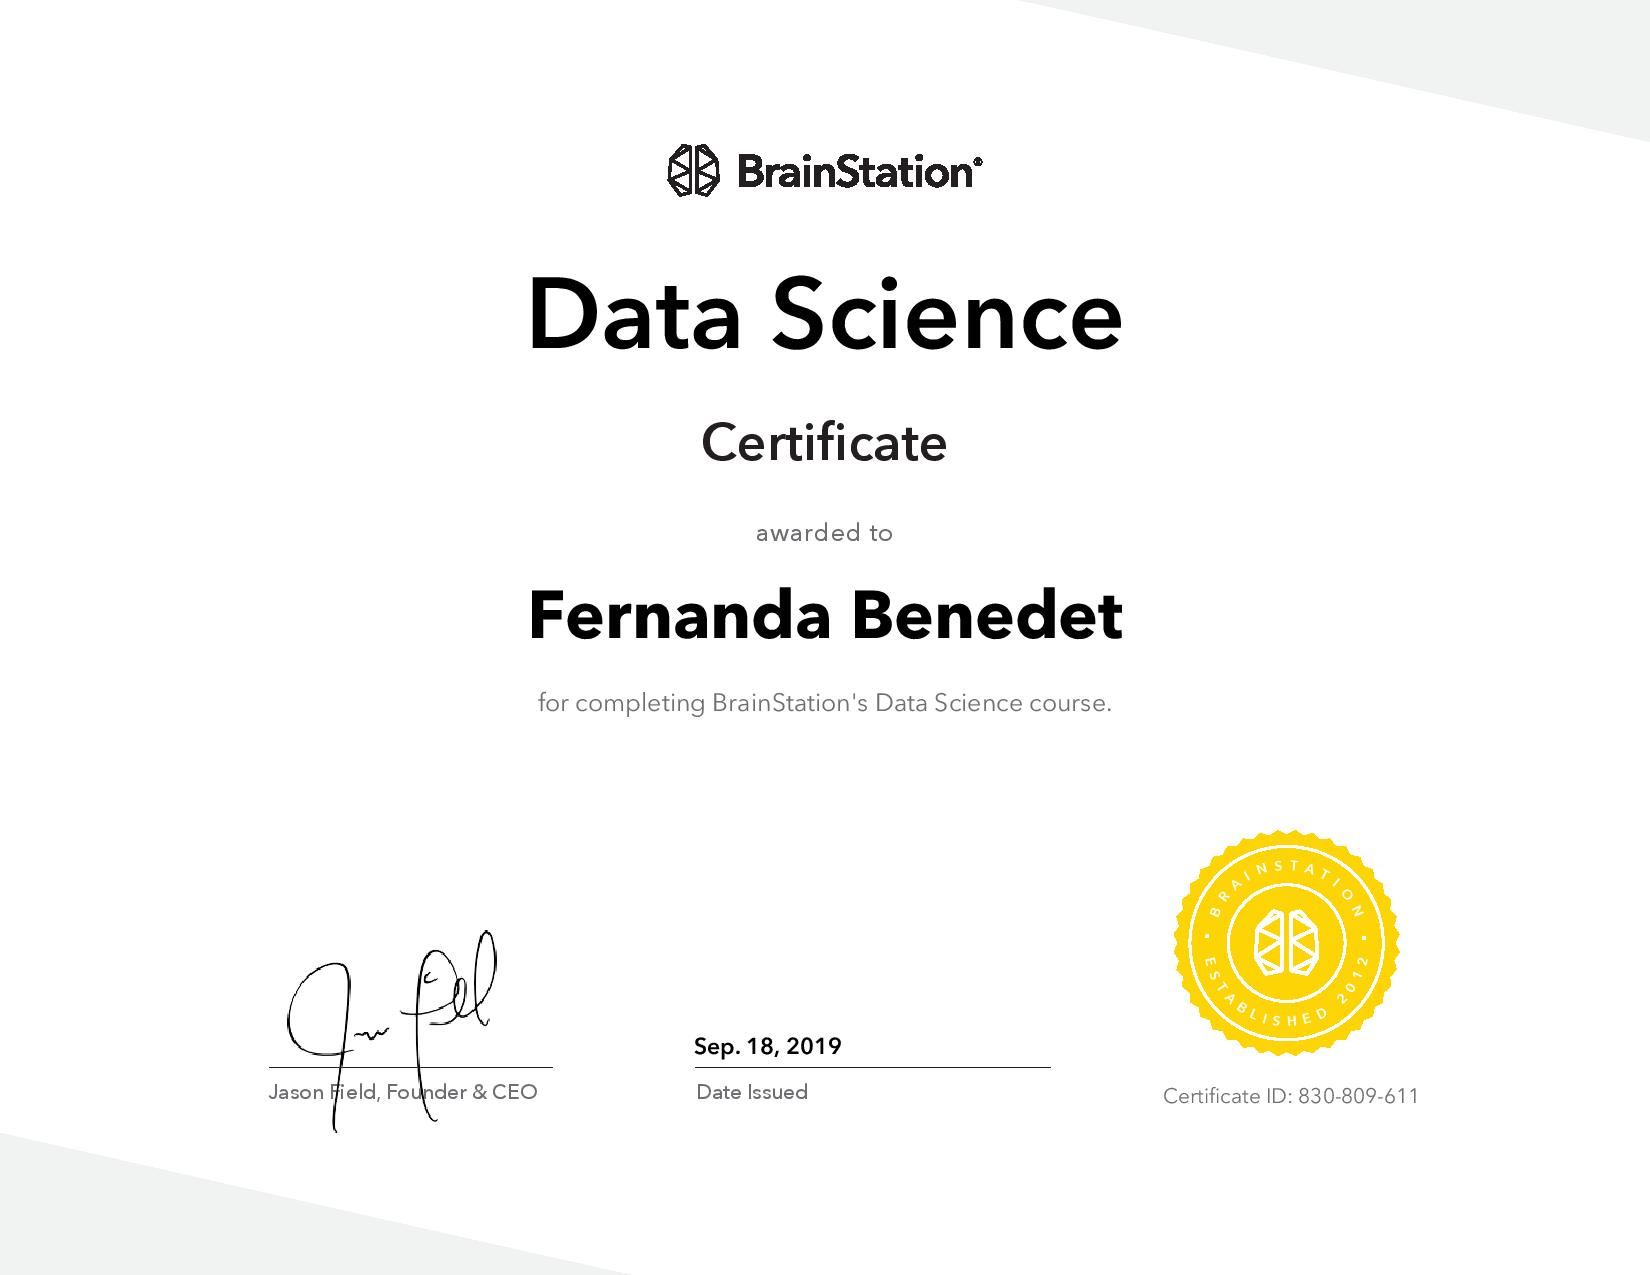 BrainStation®
Data Science
Certificate
awarded to
Fernanda Benedet
for completing BrainStation's Data Science course.
Sep. 18, 2019
Jason Field, Founder & CEO
Date Issued
BRAINSTATION
ESTABLISHED 2012
Certificate ID: 830-809-611